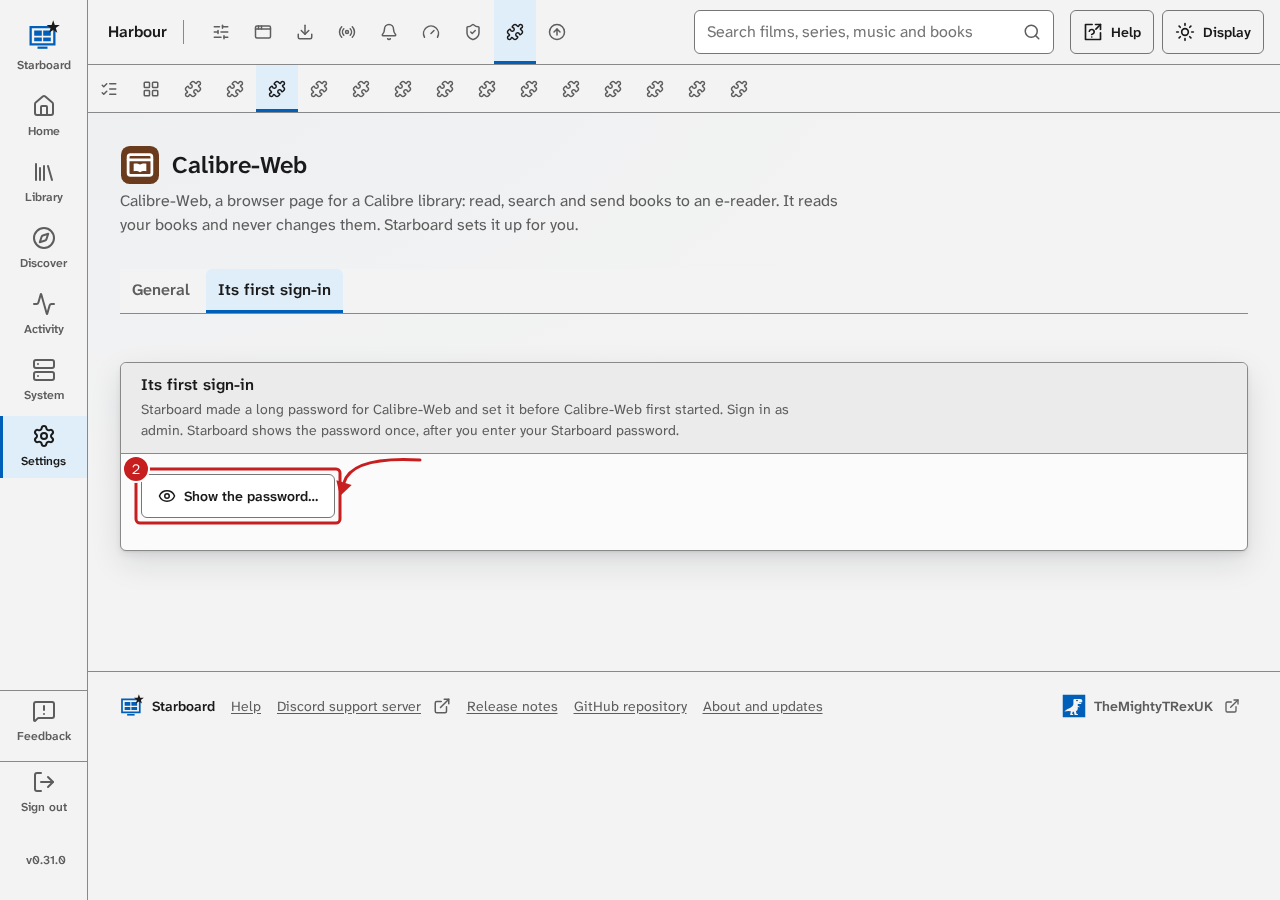 Starboard
Home
Library
Discover
Activity
System
Settings
Feedback
Sign out
v0.31.0
Harbour
Search films, series, music and books
Help
Display
Calibre-Web
Calibre-Web, a browser page for a Calibre library: read, search and send books to an e-reader. It reads
your books and never changes them. Starboard sets it up for you.
General
Its first sign-in
Its first sign-in
Starboard made a long password for Calibre-Web and set it before Calibre-Web first started. Sign in as
admin. Starboard shows the password once, after you enter your Starboard password.
2
Show the password…
Starboard
Help
Discord support server
Release notes
GitHub repository
About and updates
TheMightyTRexUK